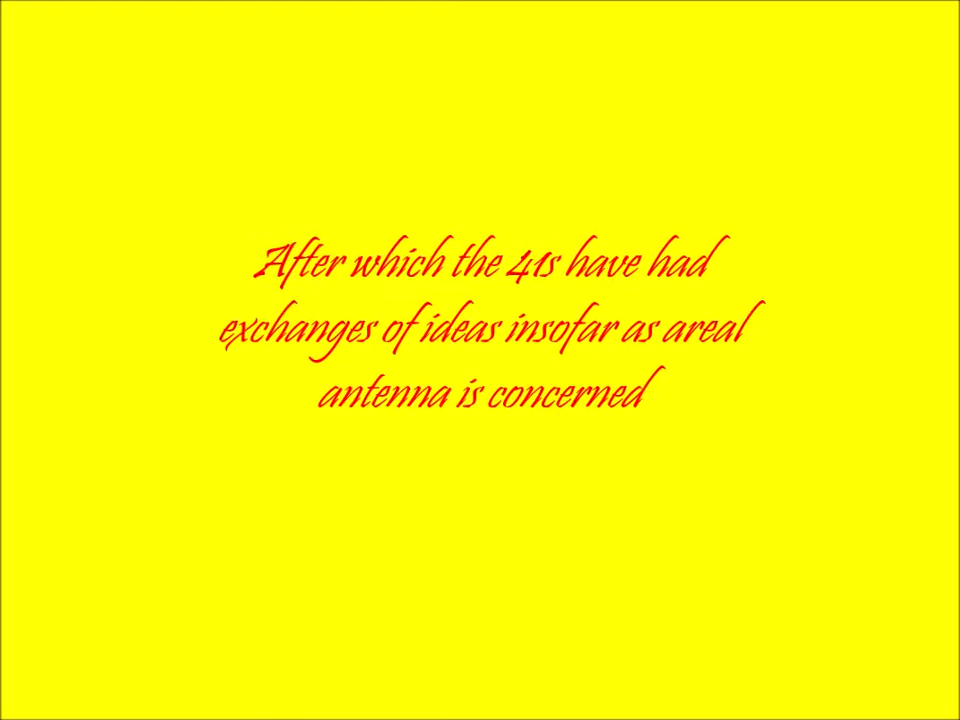 After which the 41s have had
exchanges of ideas insofar as areal
antenna is concerned